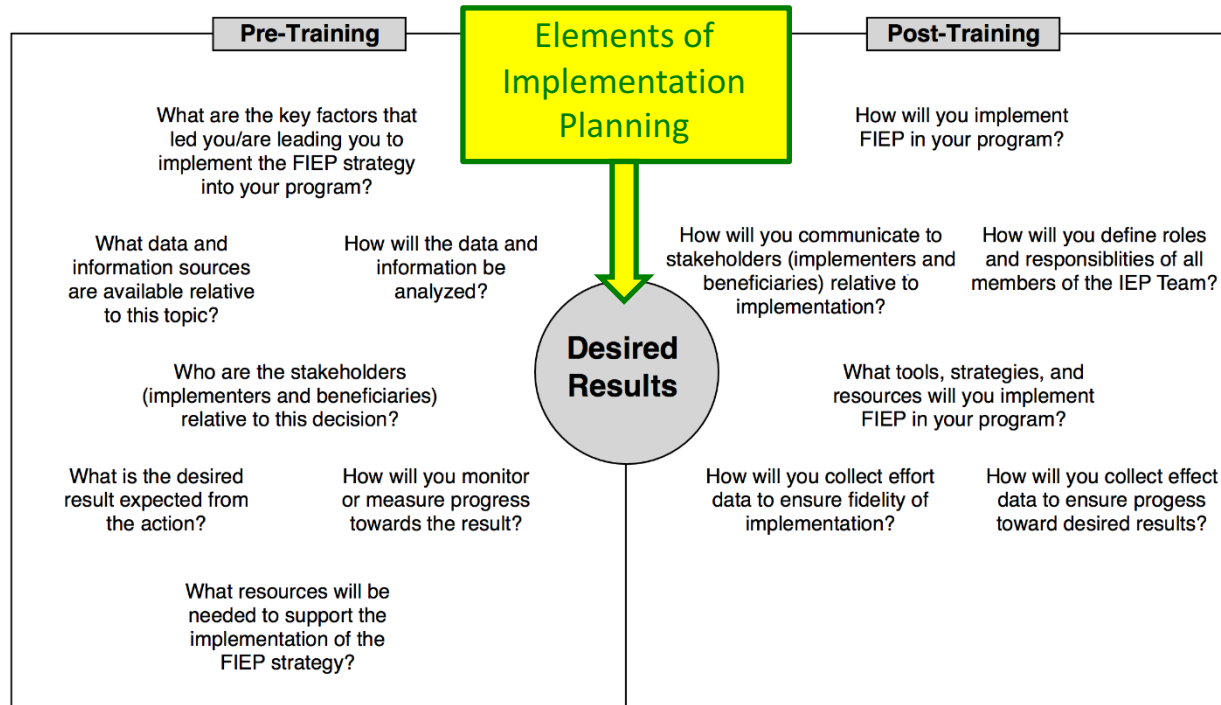 Pre-Training
What are the key factors that
led you/are leading you to
implement the FIEP strategy
into your program?
What data and
information sources
are available relative
to this topic?
How will the data and
information be
analyzed?
Who are the stakeholders
(implementers and beneficiaries)
relative to this decision?
What is the desired
result expected from
the action?
How will you monitor
or measure progress
towards the result?
What resources will be
needed to support the
implementation of the
FIEP strategy?
Elements of
Implementation
Planning
Desired
Results
Post-Training
How will you implement
FIEP in your program?
How will you communicate to
stakeholders (implementers and
beneficiaries) relative to
implementation?
How will you define roles
and responsiblities of all
members of the IEP Team?
What tools, strategies, and
resources will you implement
FIEP in your program?
How will you collect effort
data to ensure fidelity of
implementation?
How will you collect effect
data to ensure progess
toward desired results?